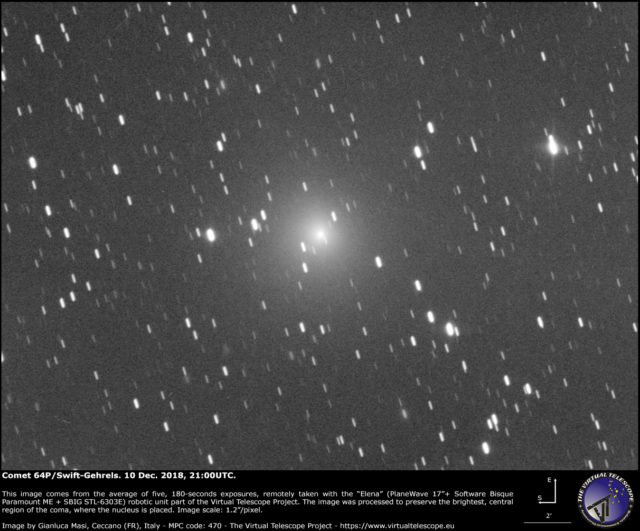 Comet 64P/Swift-Gehrels. 10 Dec. 2018, 21:00UTC.
This image comes from the average of five, 180-seconds exposures, remotely taken with the “Elena” (PlaneWave 17”+ Software Bisque
Paramount ME + SBIG STL-6303E) robotic unit part of the Virtual Telescope Project. The image was processed to preserve the brightest, central
region of the coma, where the nucleus is placed. Image scale: 1.2”/pixel.
Image by Gianluca Masi, Ceccano (FR), Italy - MPC code: 470 - The Virtual Telescope Project - https://www.virtualtelescope.eu
E
S
2'
THE VIRTUAL TELESCOPE
VT